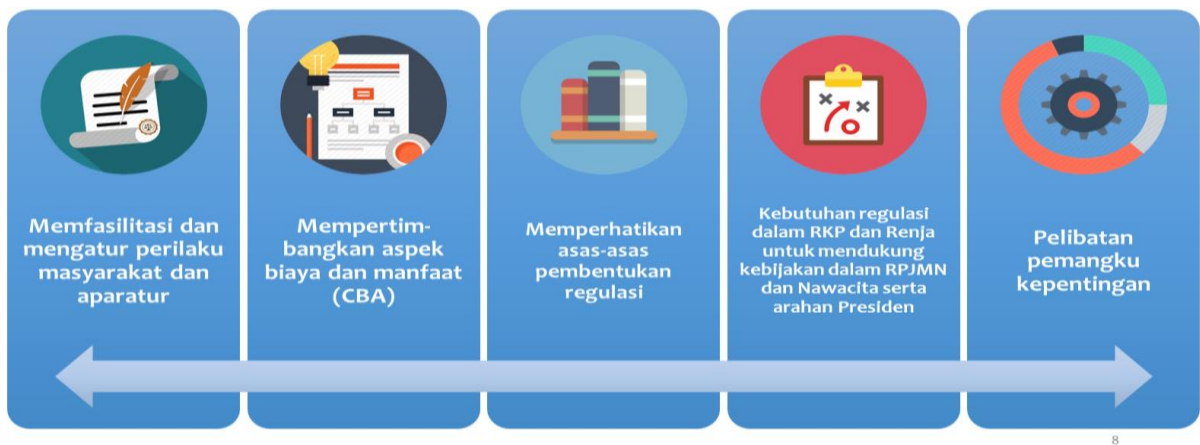 Memfasilitasi dan
mengatur perilaku
masyarakat dan
aparatur
Mempertim-
bangkan aspek
biaya dan manfaat
(CBA)
Memperhatikan
asas-asas
pembentukan
regulasi
Kebutuhan regulasi
dalam RKP dan Renja
untuk mendukung
kebijakan dalam RPJMN
dan Nawacita serta
arahan Presiden
Pelibatan
pemangku
kepentingan
8